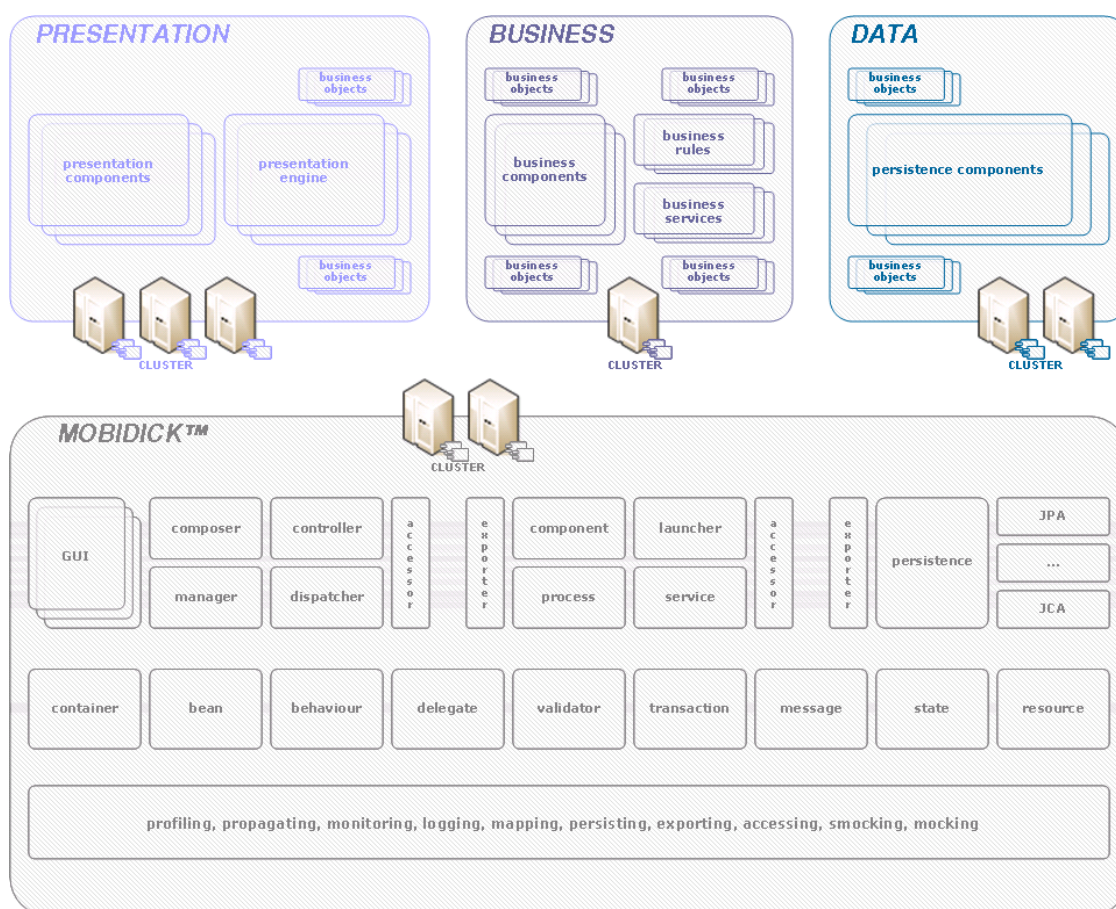 PRESENTATION
business
objects
presentation
components
presentation
engine
business
objects
CLUSTER
BUSINESS
business
objects
business
objects
business
components
business
rules
business
services
business
objects
business
objects
CLUSTER
DATA
business
objects
persistence components
business
objects
CLUSTER
MOBIDICK™
CLUSTER
GUI
composer
controller
manager
dispatcher
accessor
exporter
component
launcher
process
service
accessor
exporter
persistence
JPA
...
JCA
container
bean
behaviour
delegate
validator
transaction
message
state
resource
profiling, propagating, monitoring, logging, mapping, persisting, exporting, accessing, smocking, mocking